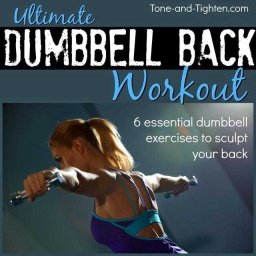 Tone-and-Tighten.com
Ultimate
DUMBBELL BACK
Workout
6 essential dumbbell
exercises to sculpt
your back